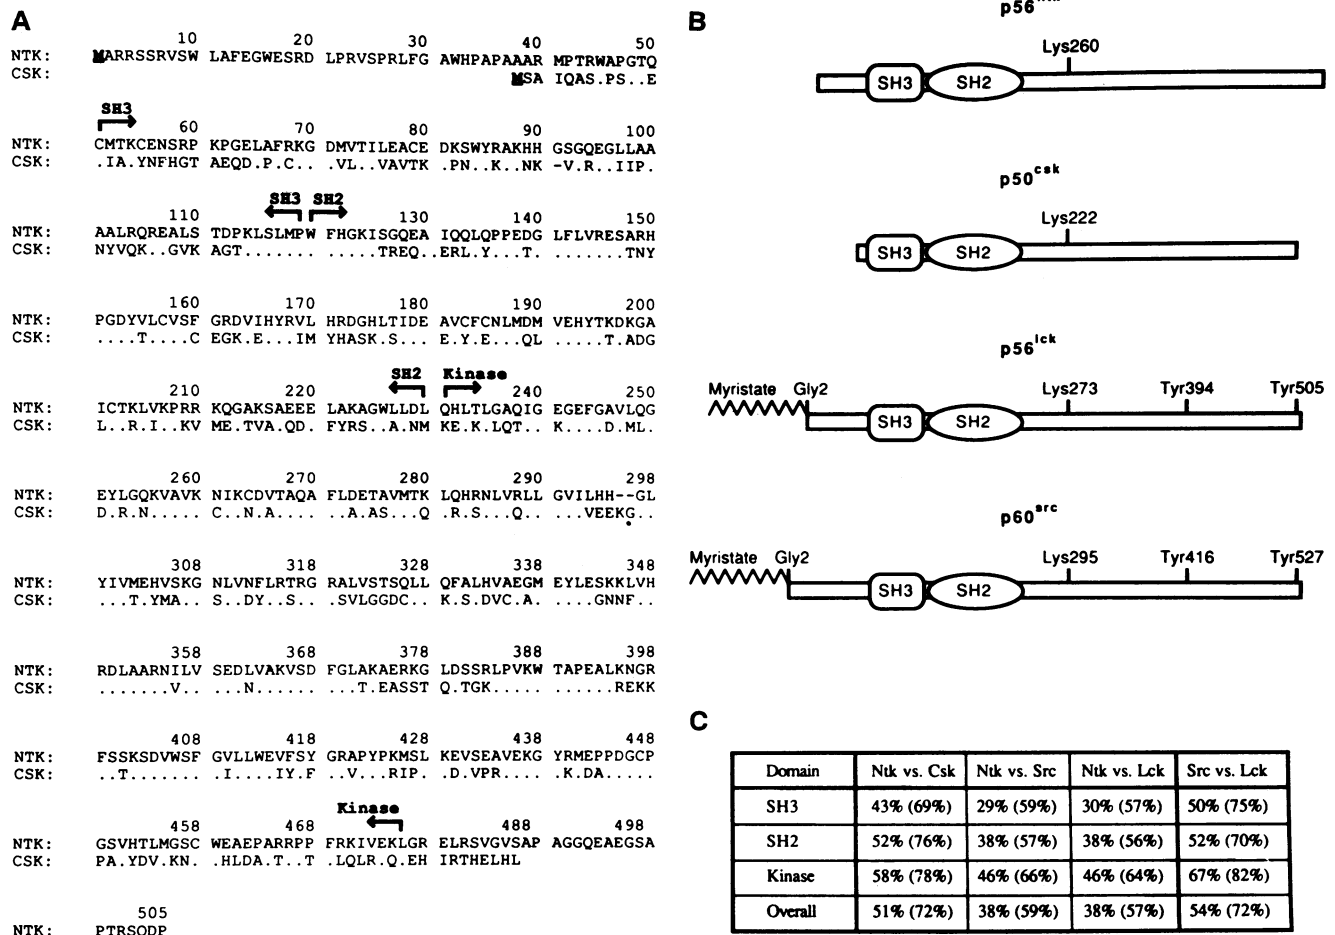 A
10 20 30 40 50
NTK: MARRSSRVSW LAFEGWESRD LPRVSPRLFG AWHPAPAAAR MPTRWAPGTQ
CSK: MSA IQAS.PS..E
SH3
60 70 80 90 100
NTK: CMTKCENSRP KPGELAFRKG DMVTILEACE DKSWYRAKHH GSGQEGLLAA
CSK: .IA.YNFHGT AEQD.P.C.. .VL..VAVTK .PN..K..NK -V.R..IIP.
SH3 SH2
110 130 140 150
NTK: AALRQREALS TDPKLSLMPW FHGKISGQEA IQQLQPPEDG LFLVRESARH
CSK: NYVQK..GVK AGT....... .....TREQ. .ERL.Y...T. .......TNY
160 170 180 190 200
NTK: PGDYVLCVSF GRDVIHYRVL HRDGHLTIDE AVCFCNLMDM VEHYTKDKGA
CSK: ....T....C EGK.E...IM YHASK.S... E.Y.E...QL .....T.ADG
SH2 Kinase
210 220 240 250
NTK: ICTKLVKPRR KQGAKSAEEE LAKAGWLLDL QHLTLGAQIG EGEFGAVLQG
CSK: L..R.I..KV ME.TVA.QD. FYRS..A.NM KE.K.LQT.. K....D.ML.
260 270 280 290 298
NTK: EYLGQKVAVK NIKCDVTAQA FLDETAVMTK LQHRNLVRLL GVILHH--GL
CSK: D.R.N..... C..N.A.... ..A.AS...Q .R.S...Q.. ...VEEKG..
308 318 328 338 348
NTK: YIVMEHVSKG NLVNFLRTRG RALVSTSQLL QFALHVAEGM EYLESKKLVH
CSK: ...T.YMA.. S..DY..S.. .SVLGGDC.. K.S.DVC.A. ....GNNF..
358 368 378 388 398
NTK: RDLAARNILV SEDLVAKVSD FGLAKAERKG LDSSRLPVKW TAPEALKNGR
CSK: .......V.. ...N...... ...T.EASST Q.TGK..... ......REKK
408 418 428 438 448
NTK: FSSKSDVWSF GVLLWEVFSY GRAPYPKMSL KEVSEAVEKG YRMEPPDGCP
CSK: ..T....... .I....IY.F ..V...RIP. .D.VPR.... .K.DA.....
Kinase
458 468 488 498
NTK: GSVHTLMGSC WEAEPARRPP FRKIVEKLGR ELRSVGVSAP AGGQEAEGSA
CSK: PA.YDV.KN. .HLDA.T..T .LQLR.Q.EH IRTHELHL
505
NTK: PTRSQDP
B
p56
Lys260
SH3 SH2
p50csk
Lys222
SH3 SH2
p56lck
Myristate Gly2 Lys273 Tyr394 Tyr505
SH3 SH2
p60src
Myristate Gly2 Lys295 Tyr416 Tyr527
SH3 SH2
C
Domain Ntk vs. Csk Ntk vs. Src Ntk vs. Lck Src vs. Lck
SH3 43% (69%) 29% (59%) 30% (57%) 50% (75%)
SH2 52% (76%) 38% (57%) 38% (56%) 52% (70%)
Kinase 58% (78%) 46% (66%) 46% (64%) 67% (82%)
Overall 51% (72%) 38% (59%) 38% (57%) 54% (72%)